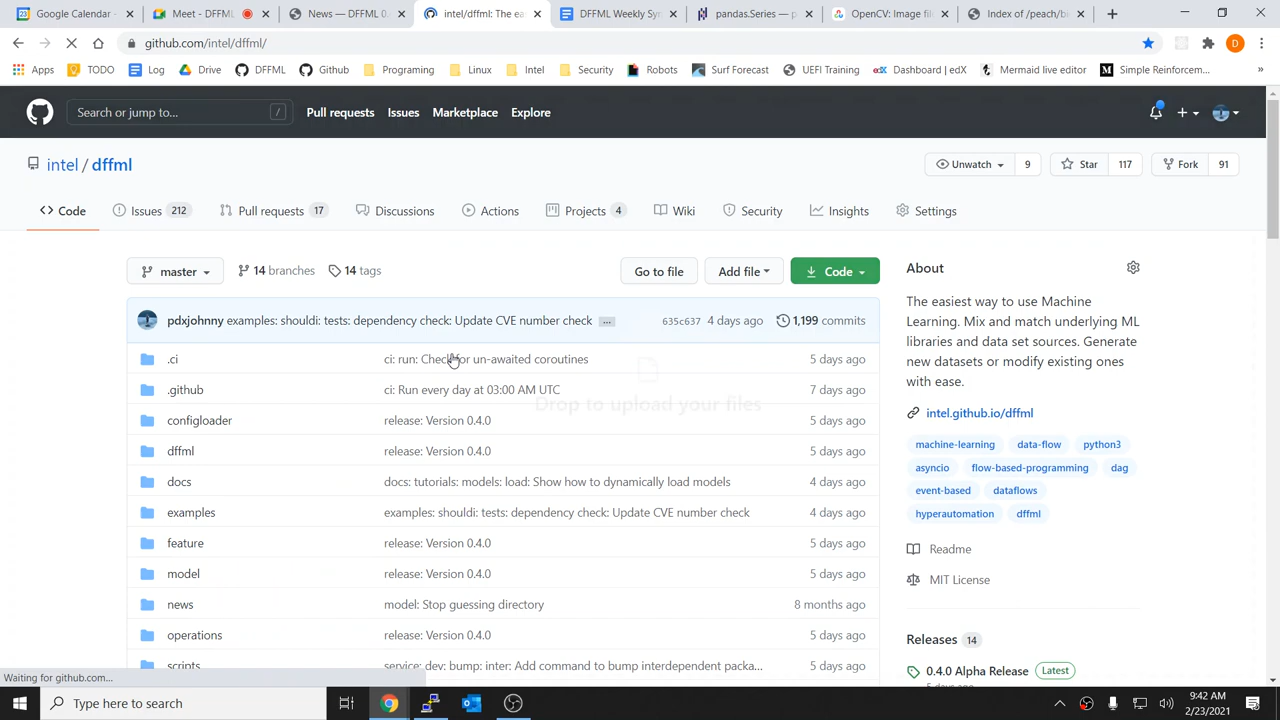 Google Calendar -
Meet - DFFML
News — DFFML 0.
intel/dffml: The ea
DFFML Weekly Syn
pandas.Series — p
OpenCV: Image fil
Index of /peach/b
github.com/intel/dffml/
D
Apps
TODO
Log
Drive
DFFML
Github
Programing
Linux
Intel
Security
Robots
Surf Forecast
UEFI Training
Dashboard | edX
Mermaid live editor
Simple Reinforcem...
»
Search or jump to...
/
Pull requests
Issues
Marketplace
Explore
intel / dffml
Unwatch
9
Star
117
Fork
91
Code
Issues 212
Pull requests 17
Discussions
Actions
Projects 4
Wiki
Security
Insights
Settings
master
14 branches
14 tags
Go to file
Add file
Code
pdxjohnny examples: shouldi: tests: dependency check: Update CVE number check ...
635c637 4 days ago
1,199 commits
.ci
ci: run: Check for un-awaited coroutines
5 days ago
.github
ci: Run every day at 03:00 AM UTC
7 days ago
Drop to upload your files
configloader
release: Version 0.4.0
5 days ago
dffml
release: Version 0.4.0
5 days ago
docs
docs: tutorials: models: load: Show how to dynamically load models
4 days ago
examples
examples: shouldi: tests: dependency check: Update CVE number check
4 days ago
feature
release: Version 0.4.0
5 days ago
model
release: Version 0.4.0
5 days ago
news
model: Stop guessing directory
8 months ago
operations
release: Version 0.4.0
5 days ago
scripts
service: dev: bump: inter: Add command to bump interdependent packa...
5 days ago
About
The easiest way to use Machine
Learning. Mix and match underlying ML
libraries and data set sources. Generate
new datasets or modify existing ones
with ease.
intel.github.io/dffml
machine-learning
data-flow
python3
asyncio
flow-based-programming
dag
event-based
dataflows
hyperautomation
dffml
Readme
MIT License
Releases 14
0.4.0 Alpha Release
Latest
5 days ago
Waiting for github.com...
Type here to search
9:42 AM
2/23/2021